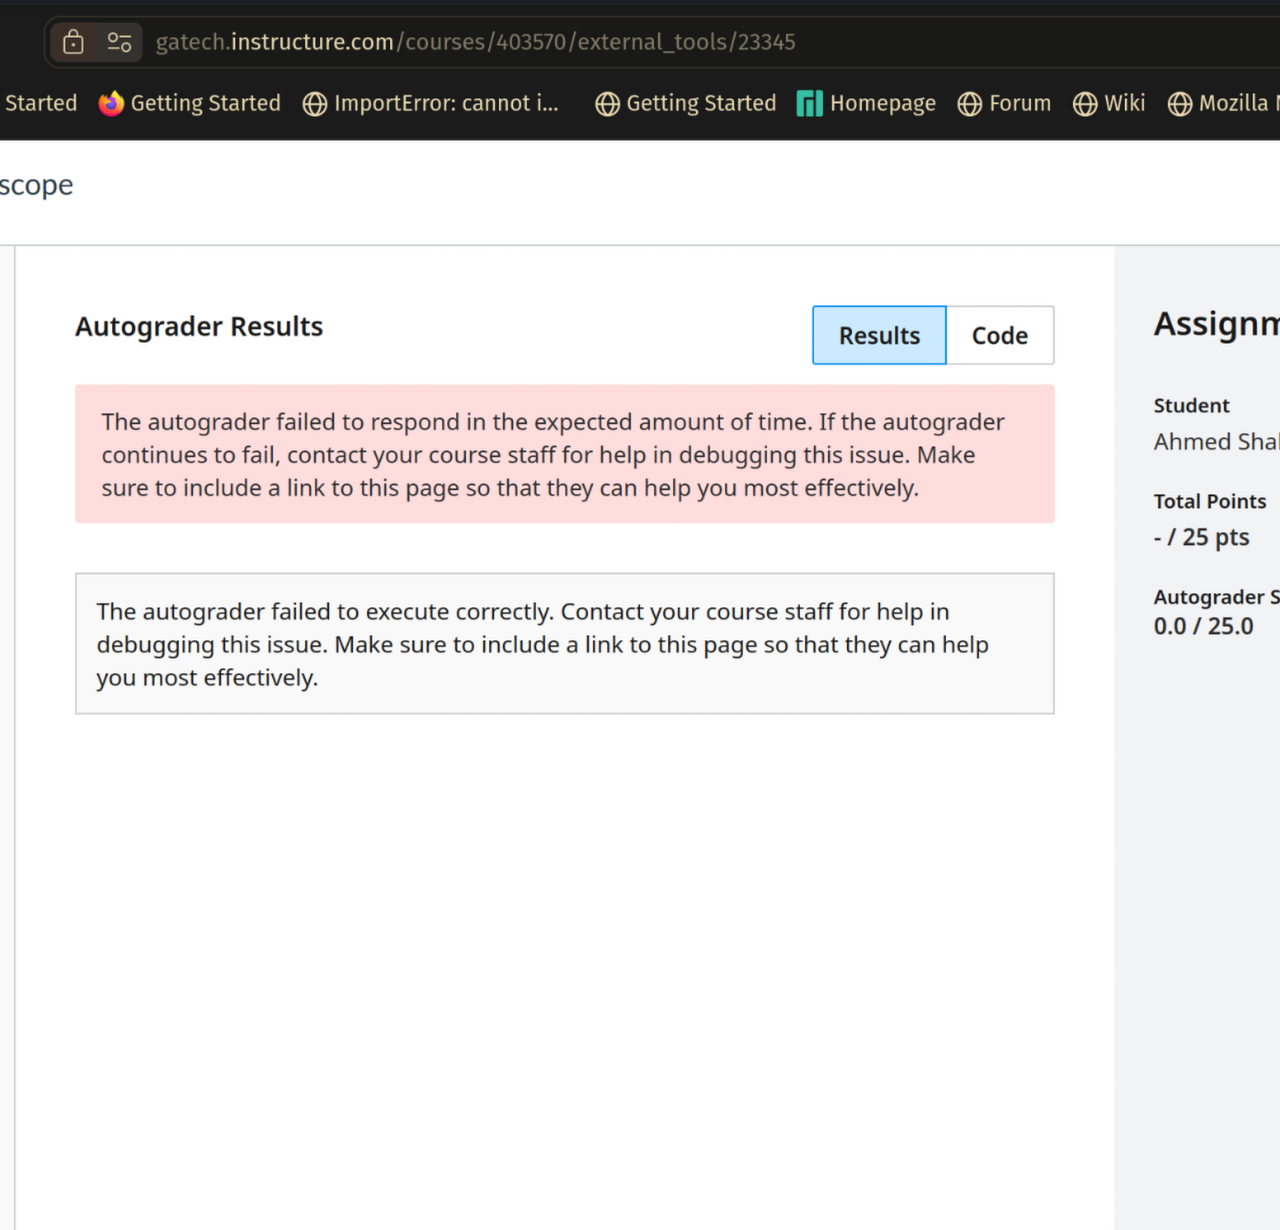 gatech.instructure.com/courses/403570/external_tools/23345
Started Getting Started ImportError: cannot i... Getting Started Homepage Forum Wiki Mozilla
scope
Autograder Results
Results Code
The autograder failed to respond in the expected amount of time. If the autograder
continues to fail, contact your course staff for help in debugging this issue. Make
sure to include a link to this page so that they can help you most effectively.
The autograder failed to execute correctly. Contact your course staff for help in
debugging this issue. Make sure to include a link to this page so that they can help
you most effectively.
Assignm
Student
Ahmed Shal
Total Points
- / 25 pts
Autograder S
0.0 / 25.0